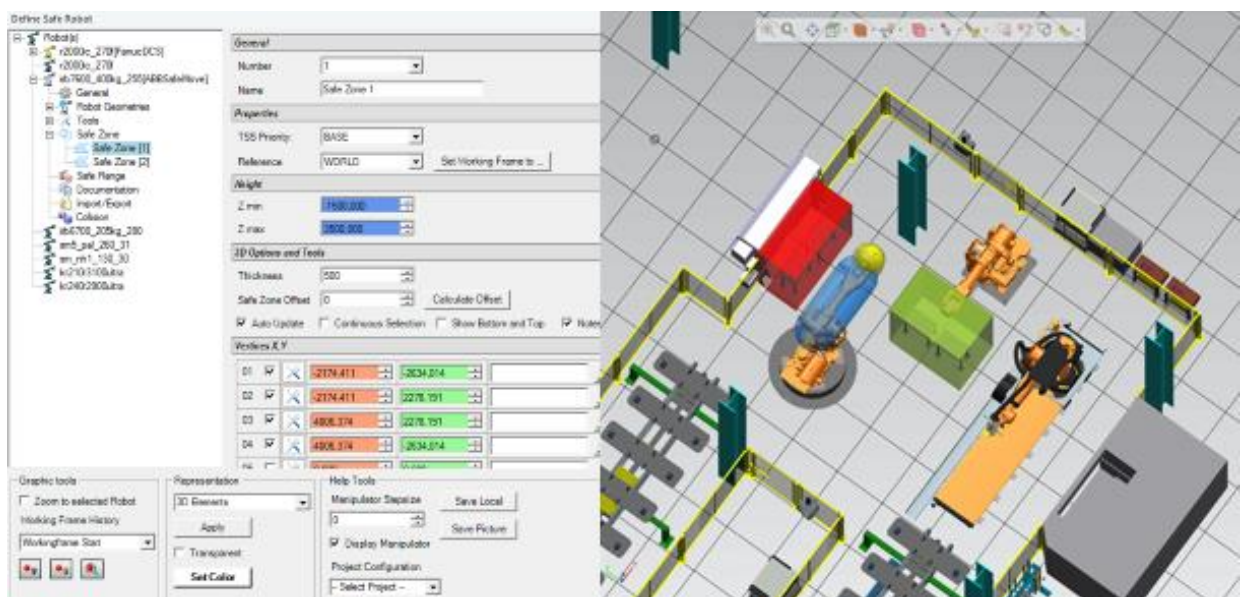 Define Safe Robot
Robot(s)
r2000ic_270f[FanucDCS]
r2000ic_270f
General
Robot Geometries
Tools
Safe Zone
Safe Zone [1]
Safe Zone [2]
Safe Range
Documentation
Import/Export
Collision
General
Number 1
Name Safe Zone 1
Properties
TSS Priority: BASE
Reference WORLD Set Working Frame to ...
Height
Z min
Z max
3D Options and Tools
Thickness 500
Safe Zone Offset 0 Calculate Offset
Auto Update Continuous Selection Show Bottom and Top Notes
Vertices X,Y
01 -2174.411 -2634.014
02 -2174.411 2278.191
03 4806.374 2278.191
04 4806.374 -2634.014
Graphic tools
Zoom to selected Robot
Working Frame History
Workingframe Start
Representation
3D Elements
Apply
Transparent
Set Color
Help Tools
Manipulator Stepsize Save Local
0
Save Picture
Display Manipulator
Project Configuration
-- Select Project --